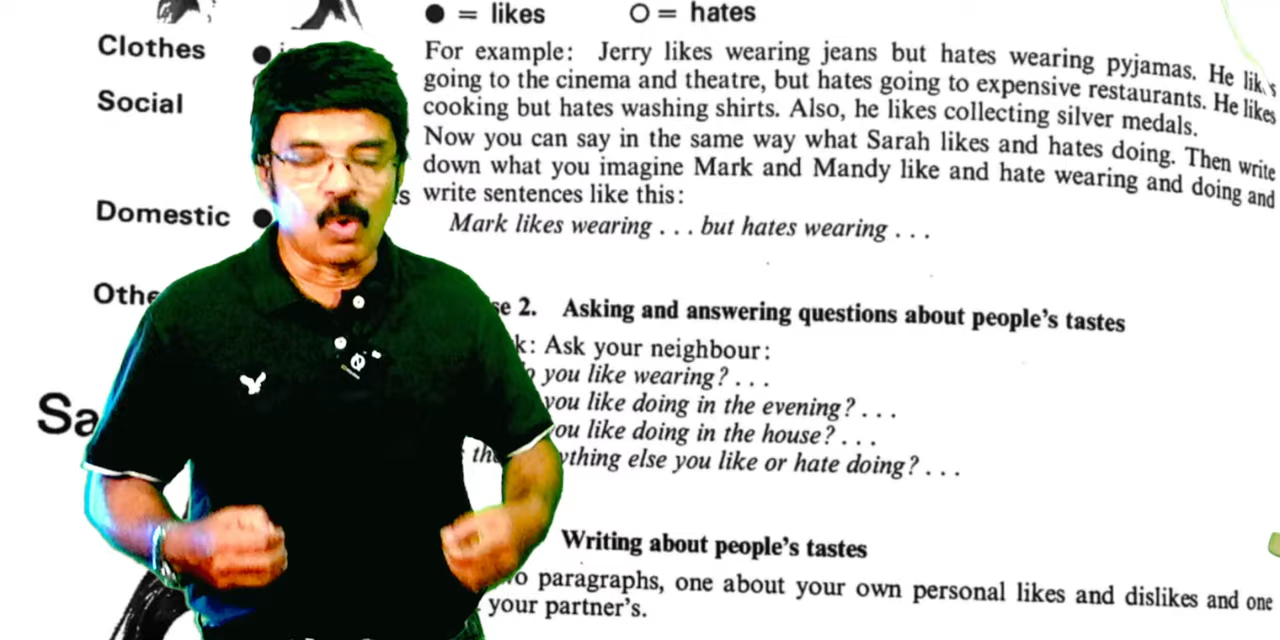 ● = likes O = hates
Clothes
Social
Domestic
For example: Jerry likes wearing jeans but hates wearing pyjamas. He
going to the cinema and theatre, but hates going to expensive restaurants. He likes
cooking but hates washing shirts. Also, he likes collecting silver medals.
Now you can say in the same way what Sarah likes and hates doing. Then write
down what you imagine Mark and Mandy like and hate wearing and doing and
write sentences like this:
Mark likes wearing . . . but hates wearing . . .
2. Asking and answering questions about people's tastes
Ask your neighbour:
you like wearing? . . .
you like doing in the evening? . . .
like doing in the house? . . .
else you like or hate doing? . . .
Writing about people's tastes
paragraphs, one about your own personal likes and dislikes and one
your partner's.